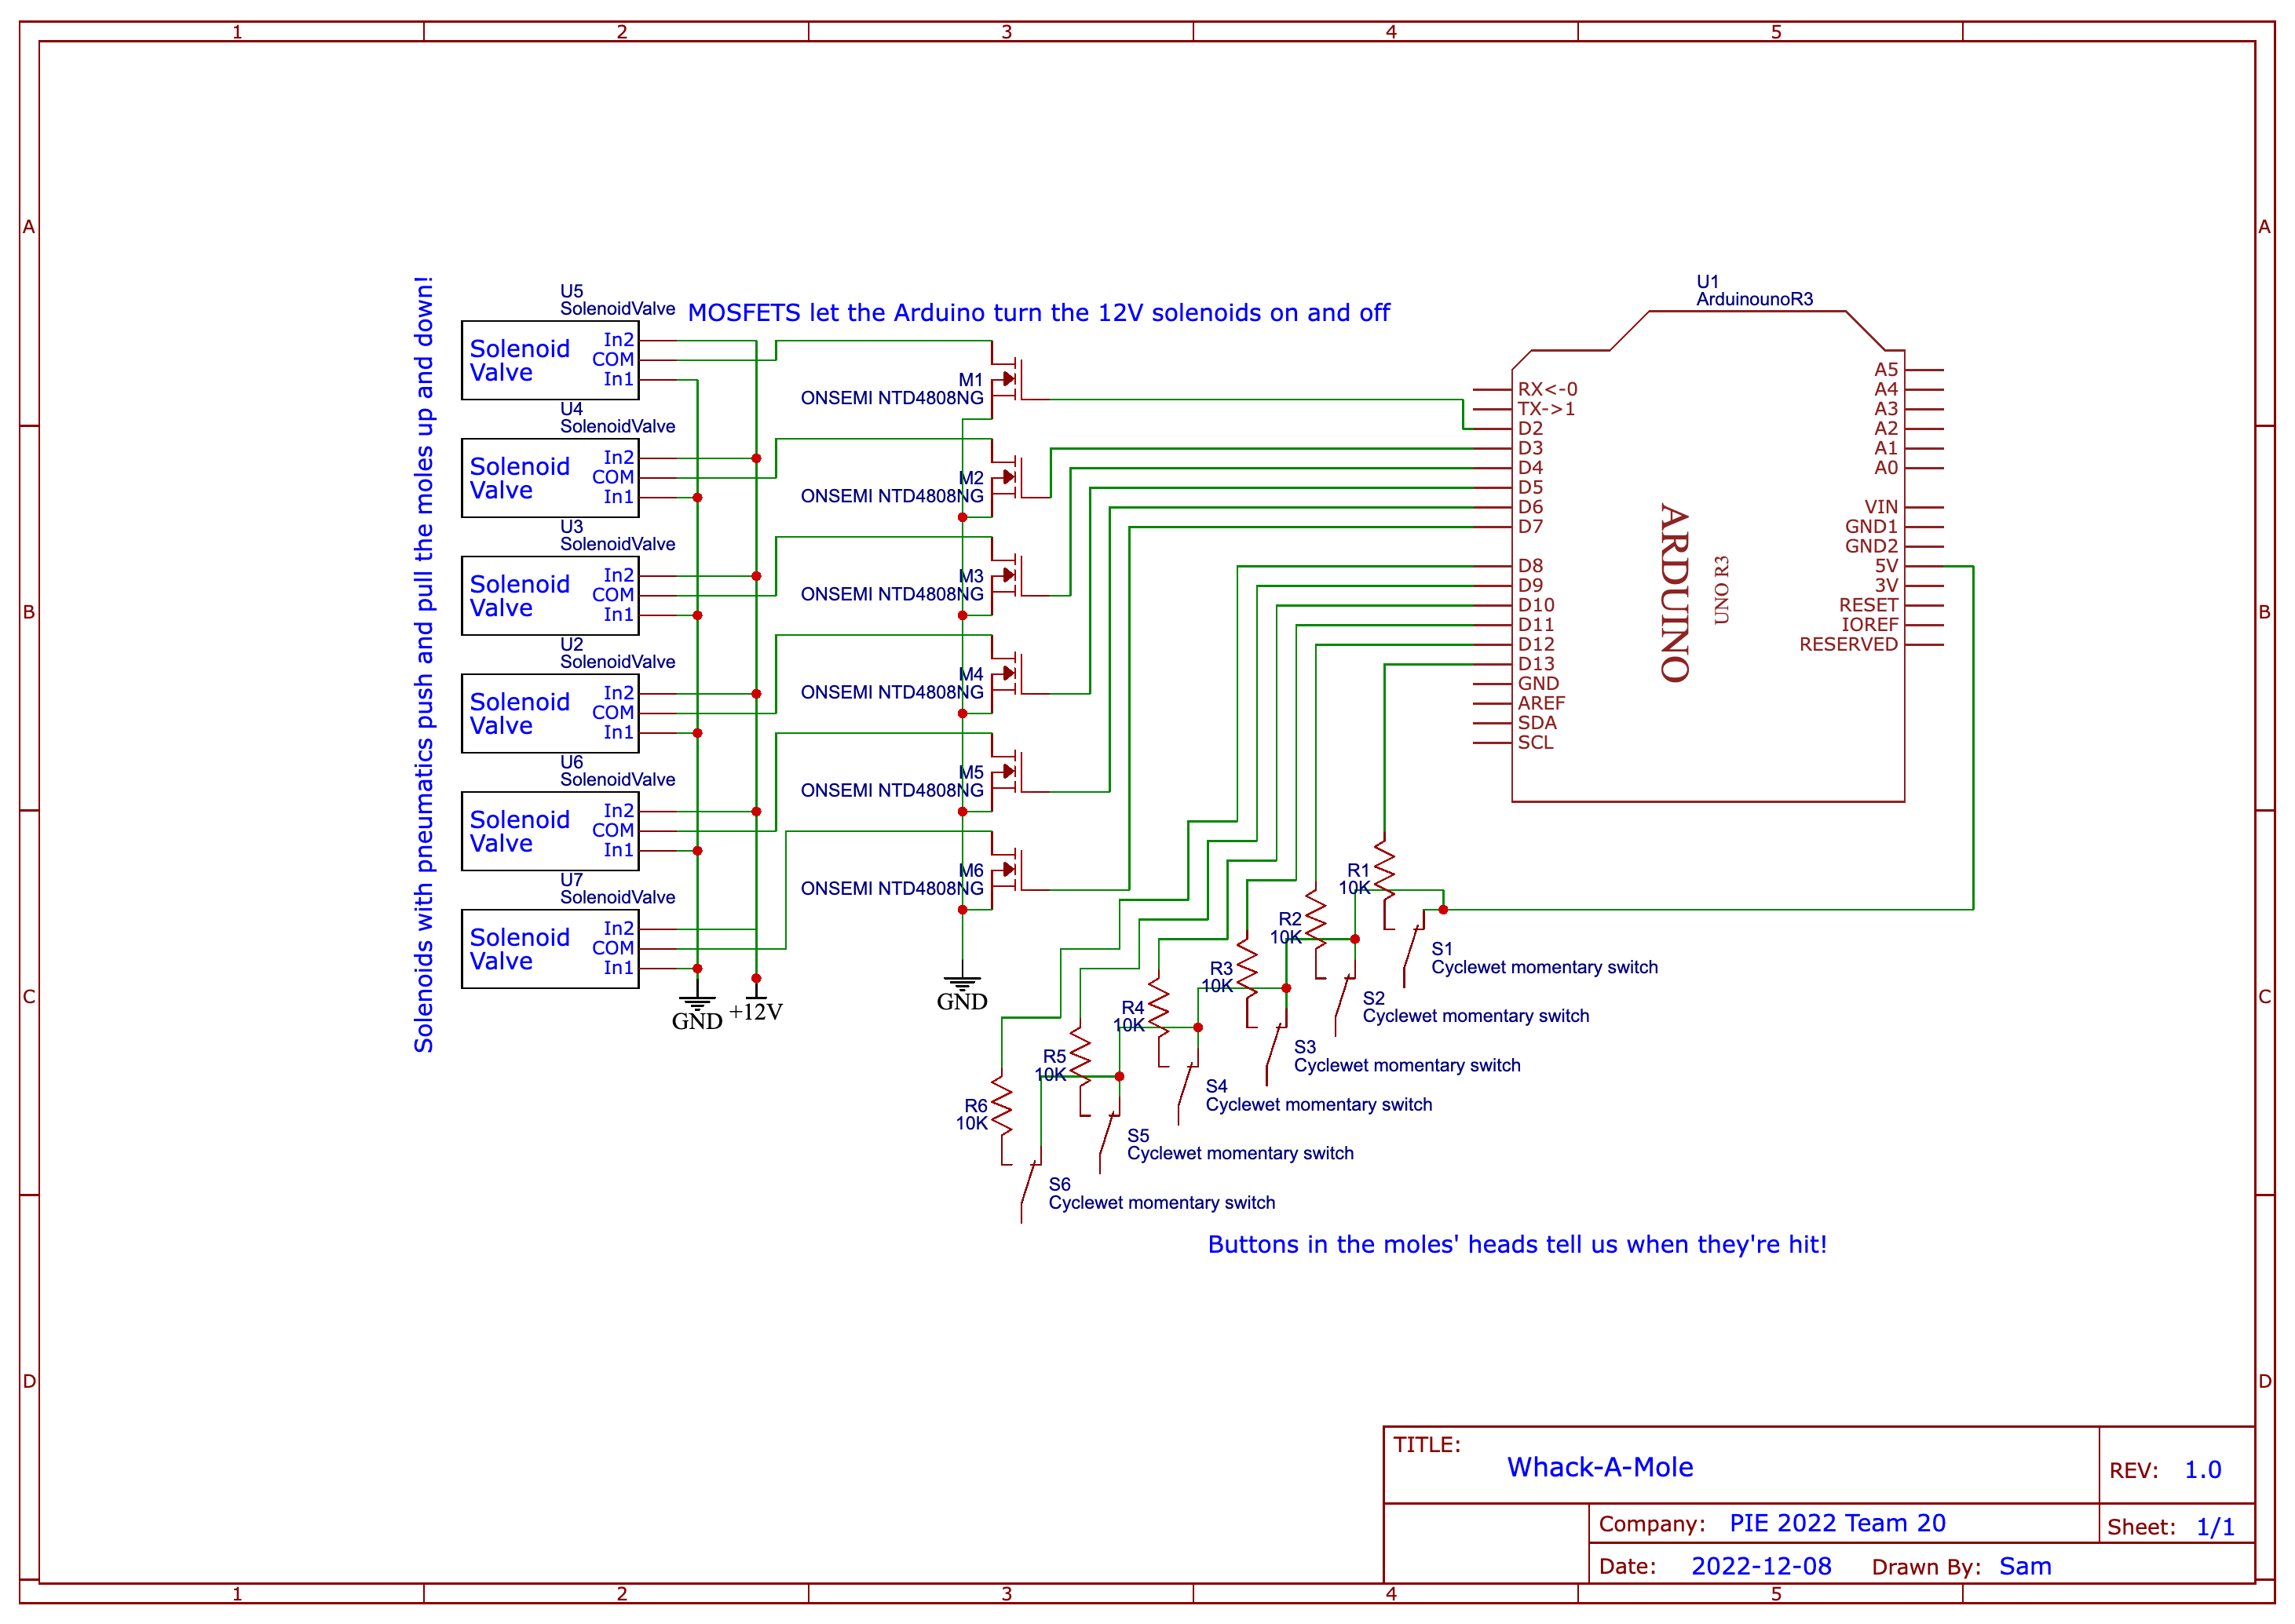 1 2 3 4 5
A A
B B
C C
D D
1 2 3 4 5
Solenoids with pneumatics push and pull the moles up and down!
MOSFETS let the Arduino turn the 12V solenoids on and off
U5
SolenoidValve
Solenoid
Valve
In2
COM
In1
U4
SolenoidValve
Solenoid
Valve
In2
COM
In1
U3
SolenoidValve
Solenoid
Valve
In2
COM
In1
U2
SolenoidValve
Solenoid
Valve
In2
COM
In1
U6
SolenoidValve
Solenoid
Valve
In2
COM
In1
U7
SolenoidValve
Solenoid
Valve
In2
COM
In1
GND
+12V
M1
ONSEMI NTD4808NG
M2
ONSEMI NTD4808NG
M3
ONSEMI NTD4808NG
M4
ONSEMI NTD4808NG
M5
ONSEMI NTD4808NG
M6
ONSEMI NTD4808NG
GND
U1
ArduinounoR3
RX<-0
TX->1
D2
D3
D4
D5
D6
D7
D8
D9
D10
D11
D12
D13
GND
AREF
SDA
SCL
ARDUINO
UNO R3
A5
A4
A3
A2
A1
A0
VIN
GND1
GND2
5V
3V
RESET
IOREF
RESERVED
R1
10K
S1
Cyclewet momentary switch
R2
10K
S2
Cyclewet momentary switch
R3
10K
S3
Cyclewet momentary switch
R4
10K
S4
Cyclewet momentary switch
R5
10K
S5
Cyclewet momentary switch
R6
10K
S6
Cyclewet momentary switch
Buttons in the moles' heads tell us when they're hit!
TITLE:
Whack-A-Mole
REV: 1.0
Company: PIE 2022 Team 20
Sheet: 1/1
Date: 2022-12-08 Drawn By: Sam